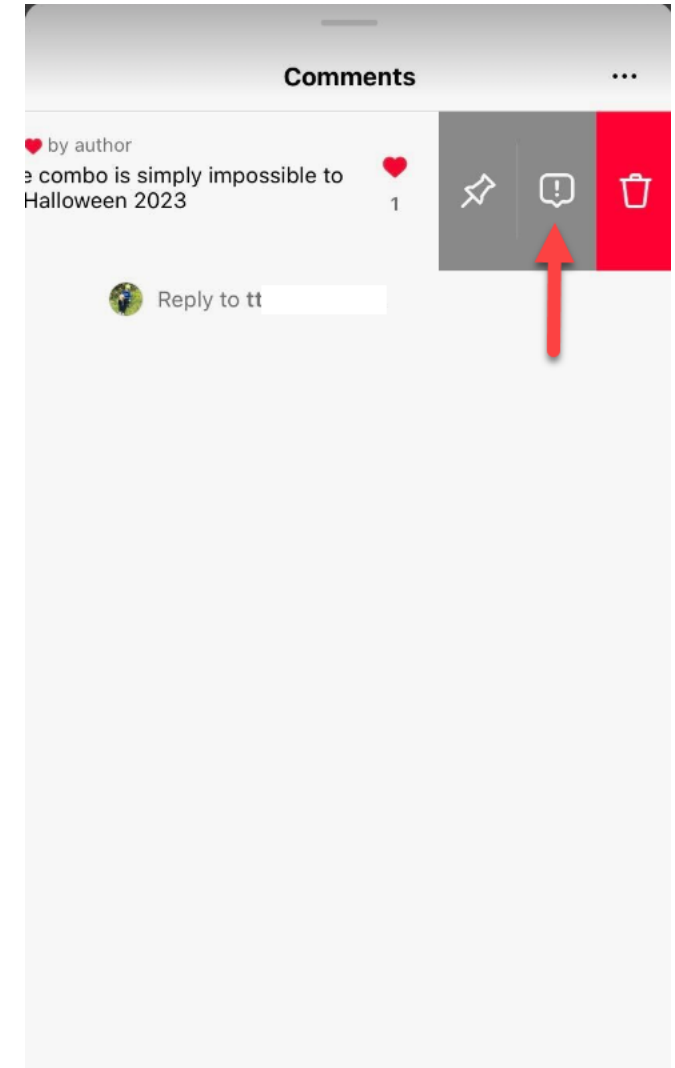 Comments
by author
e combo is simply impossible to
Halloween 2023
1
Reply to tt